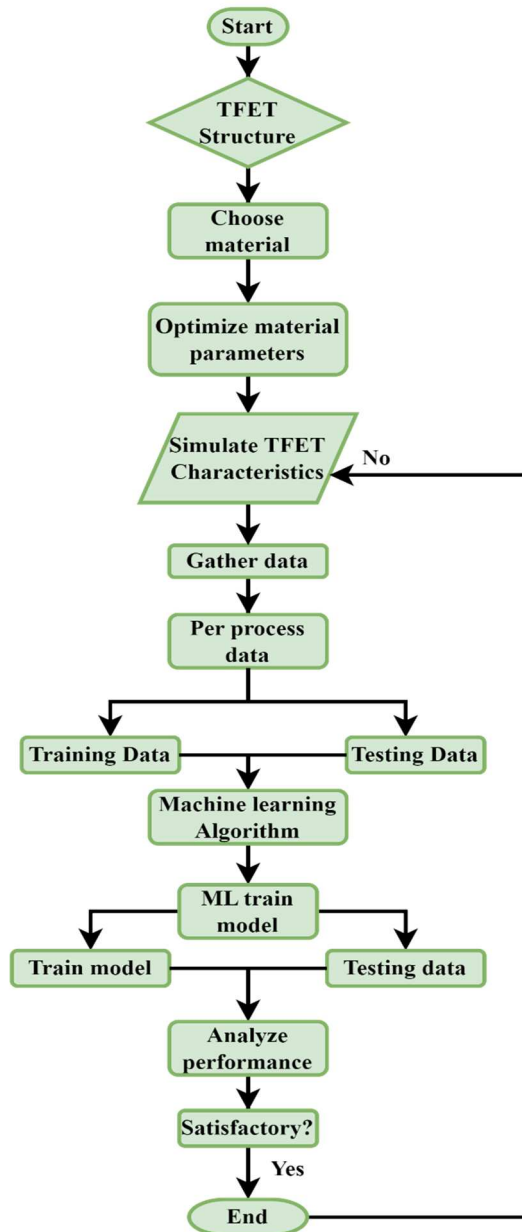 Start
TFET
Structure
Choose
material
Optimize material
parameters
Simulate TFET
Characteristics
No
Gather data
Per process
data
Training Data
Testing Data
Machine learning
Algorithm
ML train
model
Train model
Testing data
Analyze
performance
Satisfactory?
Yes
End